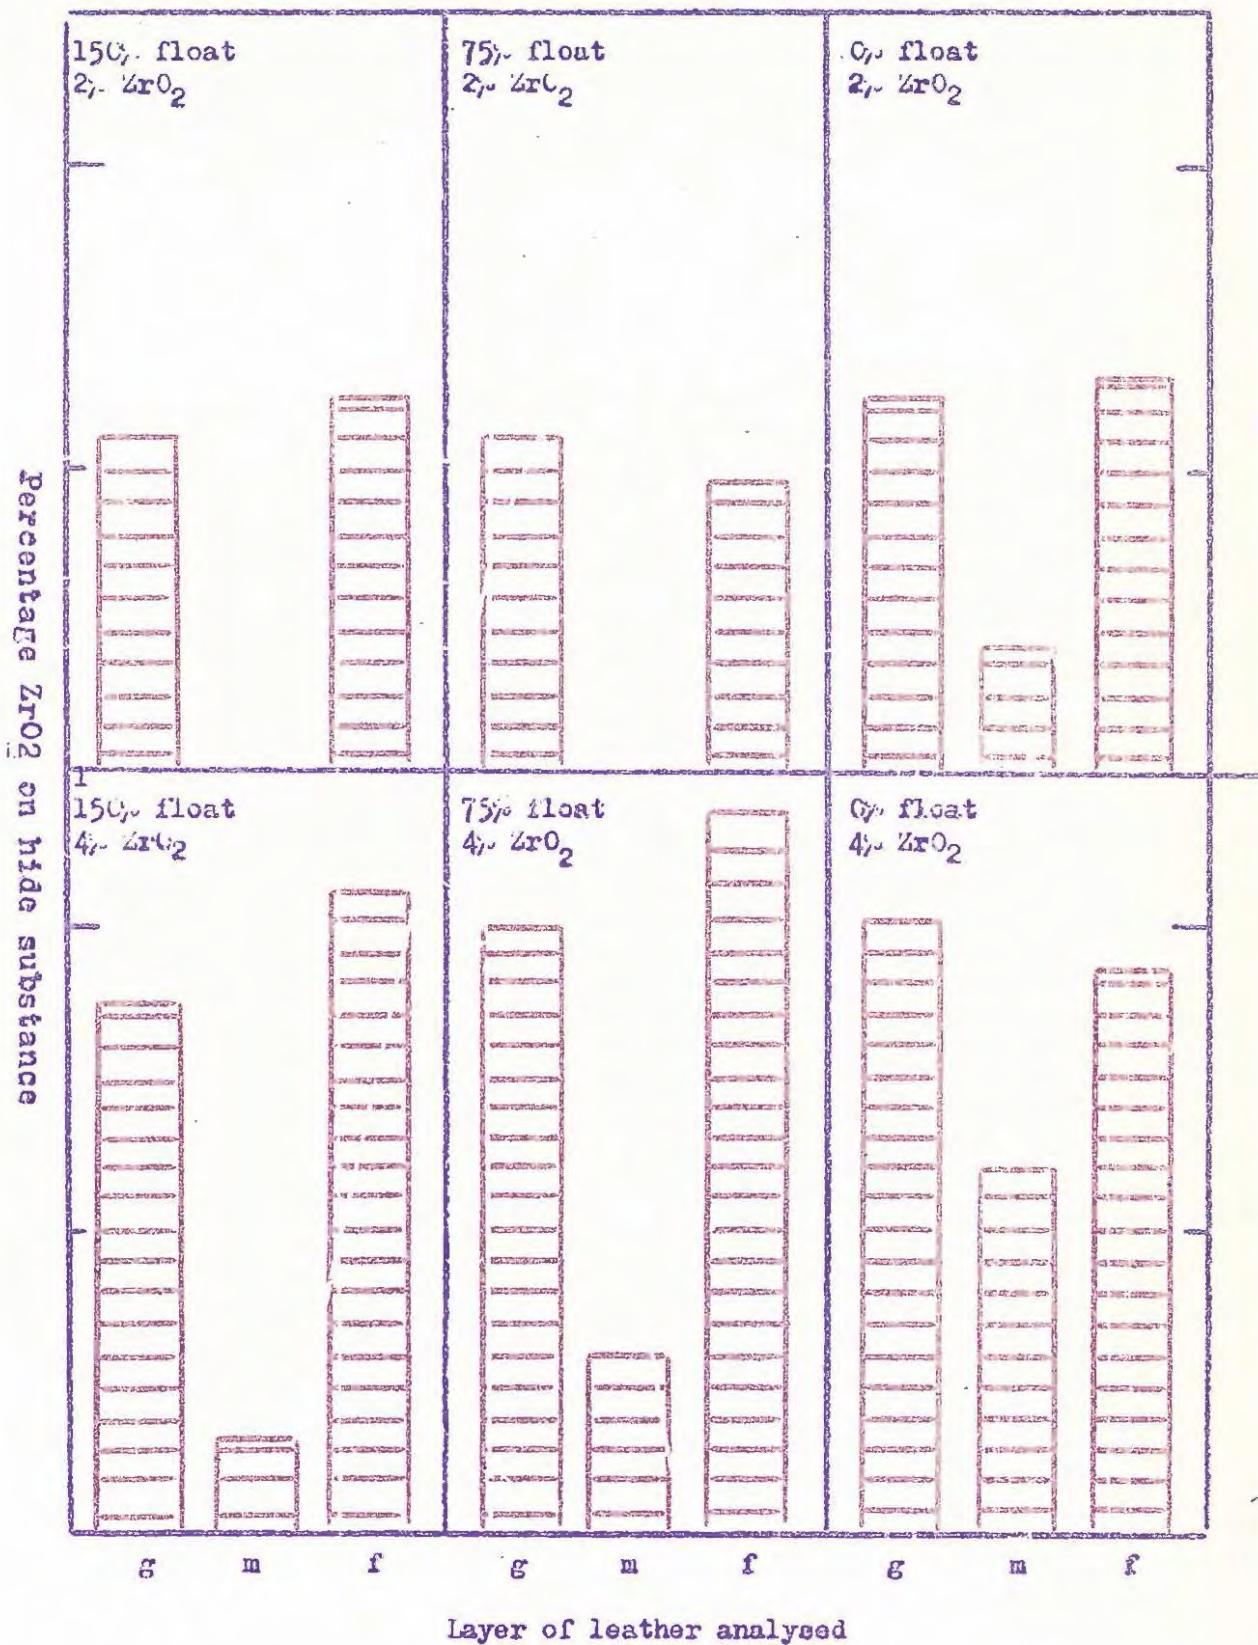 150% float
2% ZrO2
75% float
2% ZrO2
0% float
2% ZrO2
150% float
4% ZrO2
75% float
4% ZrO2
0% float
4% ZrO2
Percentage ZrO2 on hide substance
g m f g m f g m f
Layer of leather analysed